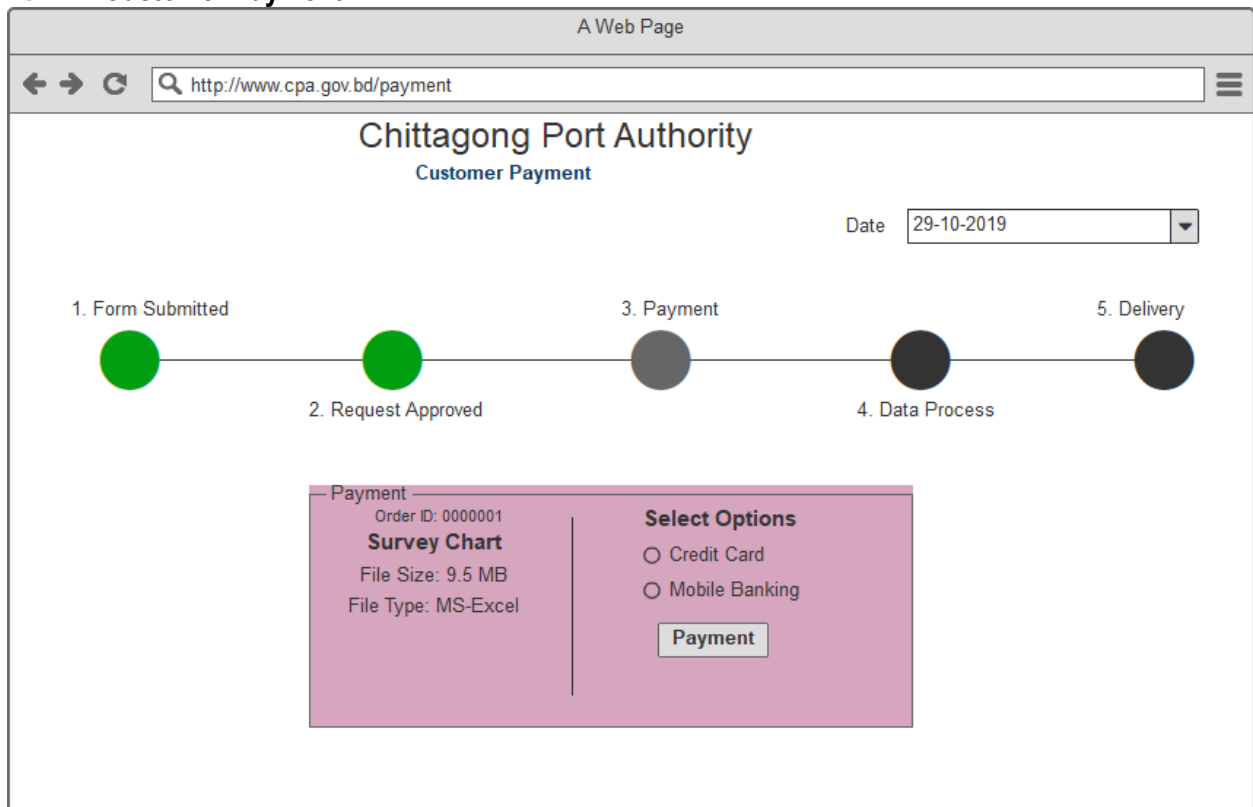 A Web Page
http://www.cpa.gov.bd/payment
Chittagong Port Authority
Customer Payment
Date 29-10-2019
1. Form Submitted
3. Payment
5. Delivery
2. Request Approved
4. Data Process
Payment
Order ID: 0000001
Survey Chart
File Size: 9.5 MB
File Type: MS-Excel
Select Options
Credit Card
Mobile Banking
Payment